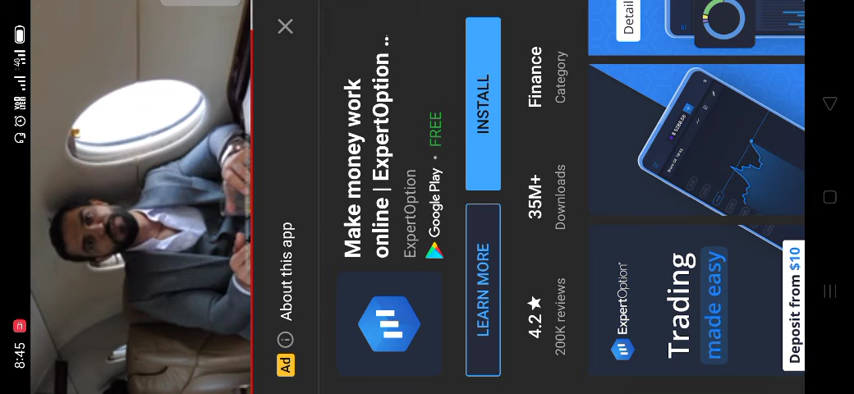 8:45
4G
Ad
About this app
Make money work
online | ExpertOption ..
ExpertOption
Google Play • FREE
LEARN MORE
INSTALL
4.2★
200K reviews
35M+
Downloads
Finance
Category
ExpertOption
Trading
made easy
Deposit from $10
Detail